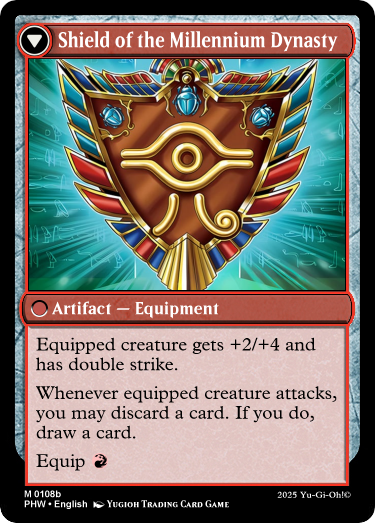 Shield of the Millennium Dynasty
Artifact — Equipment
Equipped creature gets +2/+4 and
has double strike.
Whenever equipped creature attacks,
you may discard a card. If you do,
draw a card.
Equip
M 0108b
PHW • English Yugioh Trading Card Game
2025 Yu-Gi-Oh!©